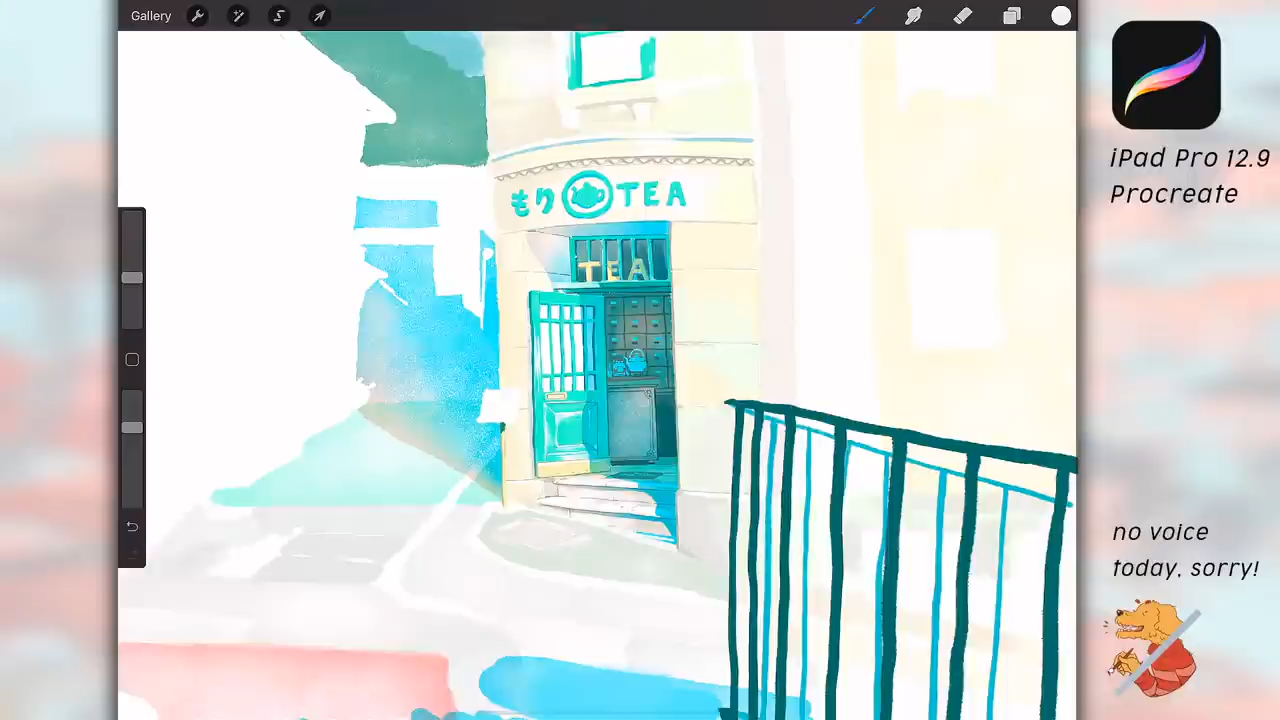 Gallery
もり TEA
TEA
iPad Pro 12.9
Procreate
no voice
today, sorry!